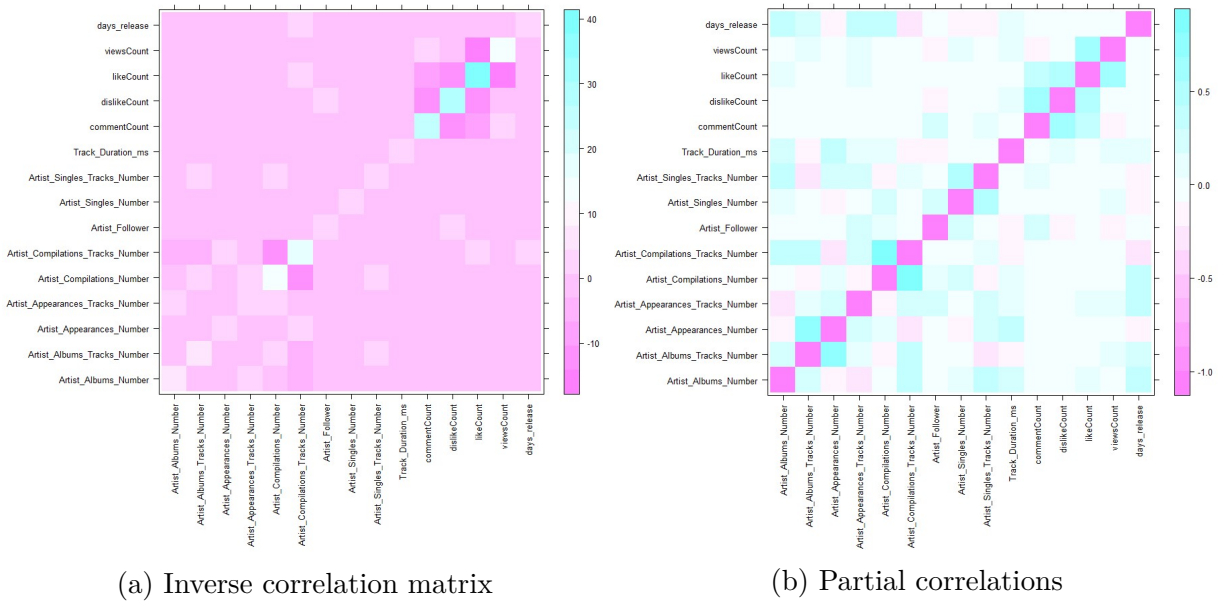 days_release
viewsCount
likeCount
dislikeCount
commentCount
Track_Duration_ms
Artist_Singles_Tracks_Number
Artist_Singles_Number
Artist_Follower
Artist_Compilations_Tracks_Number
Artist_Compilations_Number
Artist_Appearances_Tracks_Number
Artist_Appearances_Number
Artist_Albums_Tracks_Number
Artist_Albums_Number
Artist_Albums_Number
Artist_Albums_Tracks_Number
Artist_Appearances_Number
Artist_Appearances_Tracks_Number
Artist_Compilations_Number
Artist_Compilations_Tracks_Number
Artist_Follower
Artist_Singles_Number
Artist_Singles_Tracks_Number
Track_Duration_ms
commentCount
dislikeCount
likeCount
viewsCount
days_release
40
30
20
10
0
-10
(a) Inverse correlation matrix
days_release
viewsCount
likeCount
dislikeCount
commentCount
Track_Duration_ms
Artist_Singles_Tracks_Number
Artist_Singles_Number
Artist_Follower
Artist_Compilations_Tracks_Number
Artist_Compilations_Number
Artist_Appearances_Tracks_Number
Artist_Appearances_Number
Artist_Albums_Tracks_Number
Artist_Albums_Number
Artist_Albums_Number
Artist_Albums_Tracks_Number
Artist_Appearances_Number
Artist_Appearances_Tracks_Number
Artist_Compilations_Number
Artist_Compilations_Tracks_Number
Artist_Follower
Artist_Singles_Number
Artist_Singles_Tracks_Number
Track_Duration_ms
commentCount
dislikeCount
likeCount
viewsCount
days_release
0.5
0.0
-0.5
-1.0
(b) Partial correlations